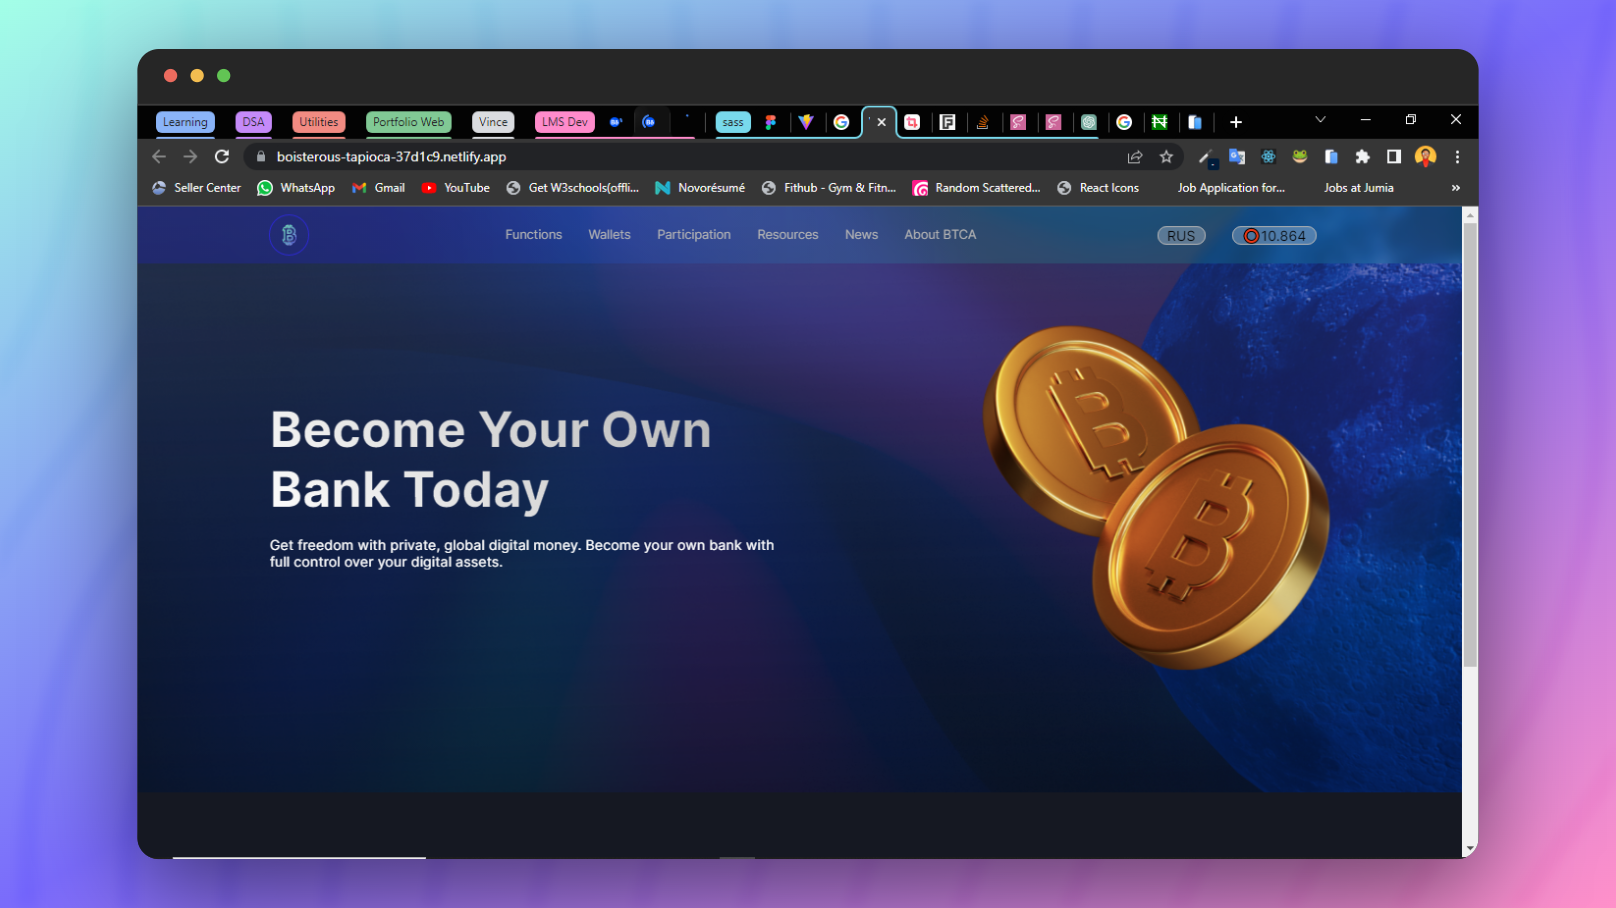 Learning DSA Utilities Portfolio Web Vince LMS Dev sass
boisterous-tapioca-37d1c9.netlify.app
Seller Center WhatsApp Gmail YouTube Get W3schools(offli... Novorésumé Fithub - Gym & Fitn... Random Scattered... React Icons Job Application for... Jobs at Jumia »
Functions Wallets Participation Resources News About BTCA RUS 10.864
Become Your Own
Bank Today
Get freedom with private, global digital money. Become your own bank with
full control over your digital assets.